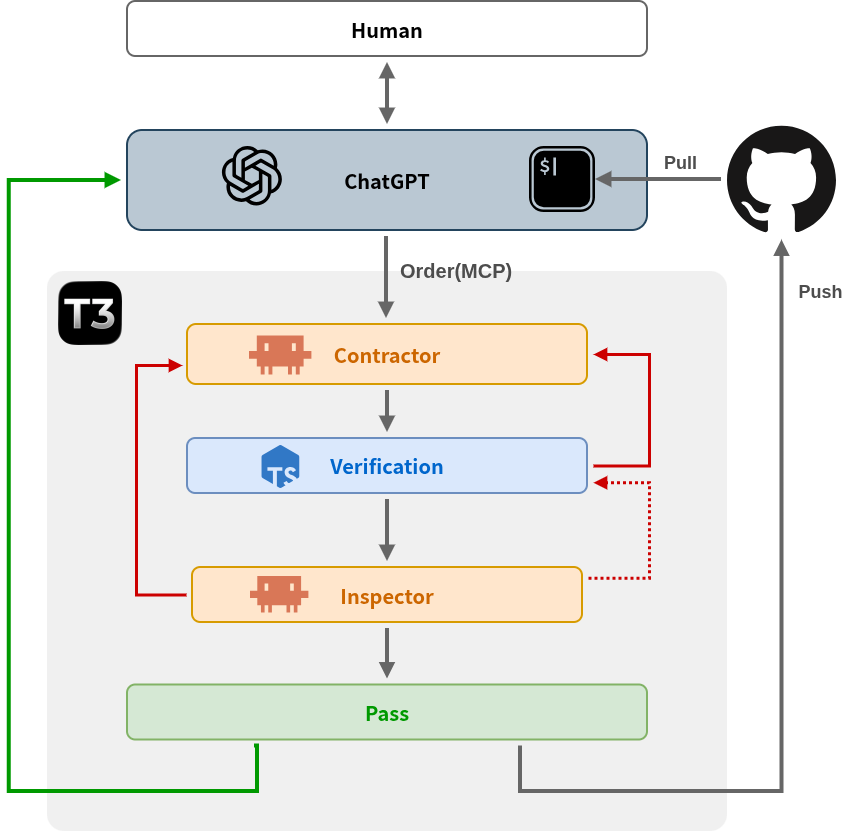 Human
ChatGPT
$|
Pull
Order(MCP)
Push
T3
Contractor
Verification
TS
Inspector
Pass